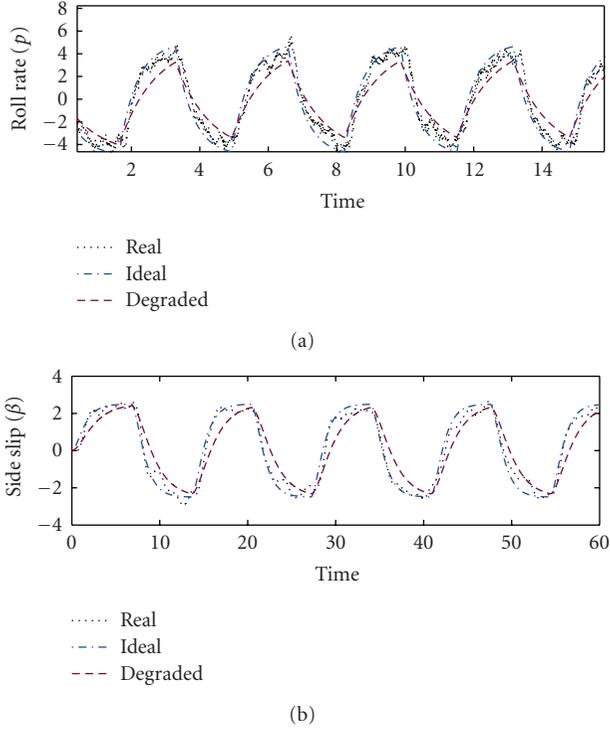 8
6
4
2
0
−2
−4
Roll rate (p)
2 4 6 8 10 12 14
Time
Real
Ideal
Degraded
(a)
4
2
0
−2
−4
Side slip (β)
0 10 20 30 40 50 60
Time
Real
Ideal
Degraded
(b)